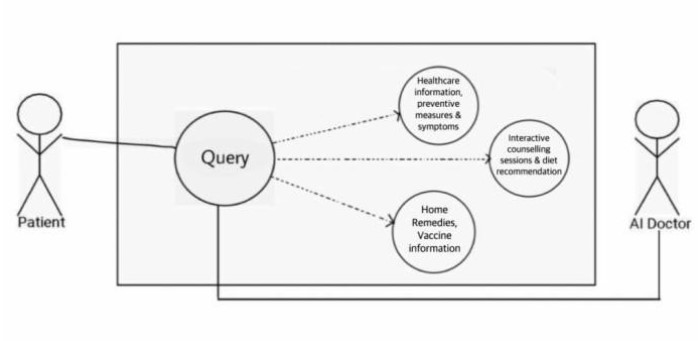 Healthcare
information,
preventive
measures &
symptoms
Query
Interactive
counselling
sessions & diet
recommendation
Home
Remedies,
Vaccine
information
Patient
AI Doctor